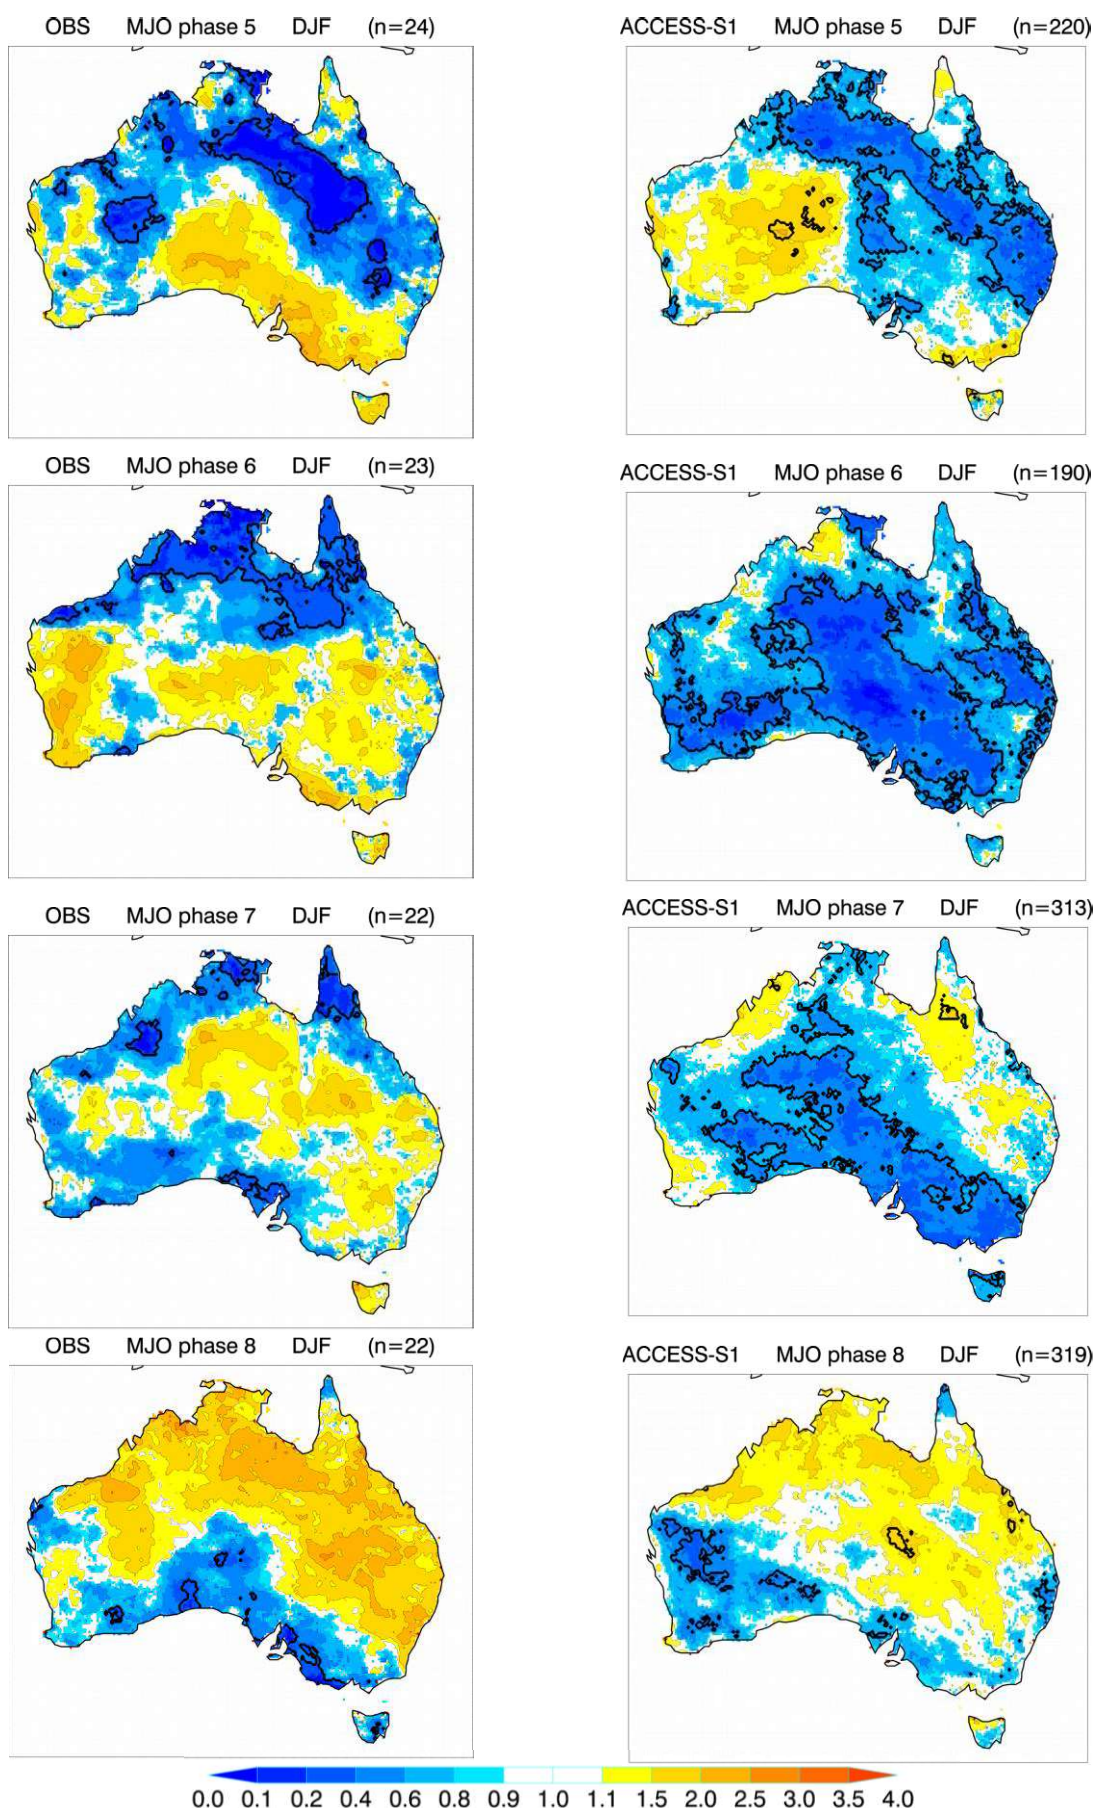 OBS MJO phase 5 DJF (n=24)
ACCESS-S1 MJO phase 5 DJF (n=220)
OBS MJO phase 6 DJF (n=23)
ACCESS-S1 MJO phase 6 DJF (n=190)
OBS MJO phase 7 DJF (n=22)
ACCESS-S1 MJO phase 7 DJF (n=313)
OBS MJO phase 8 DJF (n=22)
ACCESS-S1 MJO phase 8 DJF (n=319)
0.0 0.1 0.2 0.4 0.6 0.8 0.9 1.0 1.1 1.5 2.0 2.5 3.0 3.5 4.0